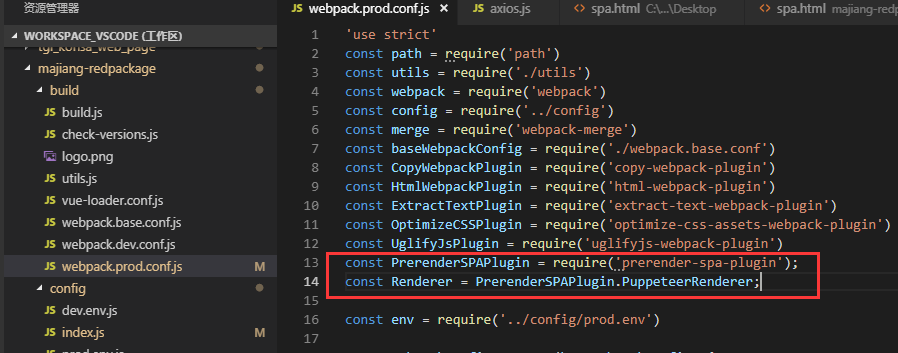 资源管理器
WORKSPACE_VSCODE (工作区)
majiang-redpackage
build
JS build.js
JS check-versions.js
logo.png
JS utils.js
JS vue-loader.conf.js
JS webpack.base.conf.js
JS webpack.dev.conf.js
JS webpack.prod.conf.js M
config
JS dev.env.js
JS index.js M
webpack.prod.conf.js ×
JS axios.js
spa.html C:\...\Desktop
spa.html majiang-redp
1 'use strict'
2 const path = require('path')
3 const utils = require('./utils')
4 const webpack = require('webpack')
5 const config = require('../config')
6 const merge = require('webpack-merge')
7 const baseWebpackConfig = require('./webpack.base.conf')
8 const CopyWebpackPlugin = require('copy-webpack-plugin')
9 const HtmlWebpackPlugin = require('html-webpack-plugin')
10 const ExtractTextPlugin = require('extract-text-webpack-plugin')
11 const OptimizeCSSPlugin = require('optimize-css-assets-webpack-plugin')
12 const UglifyJsPlugin = require('uglifyjs-webpack-plugin')
13 const PrerenderSPAPlugin = require('prerender-spa-plugin');
14 const Renderer = PrerenderSPAPlugin.PuppeteerRenderer;
15
16 const env = require('../config/prod.env')
17